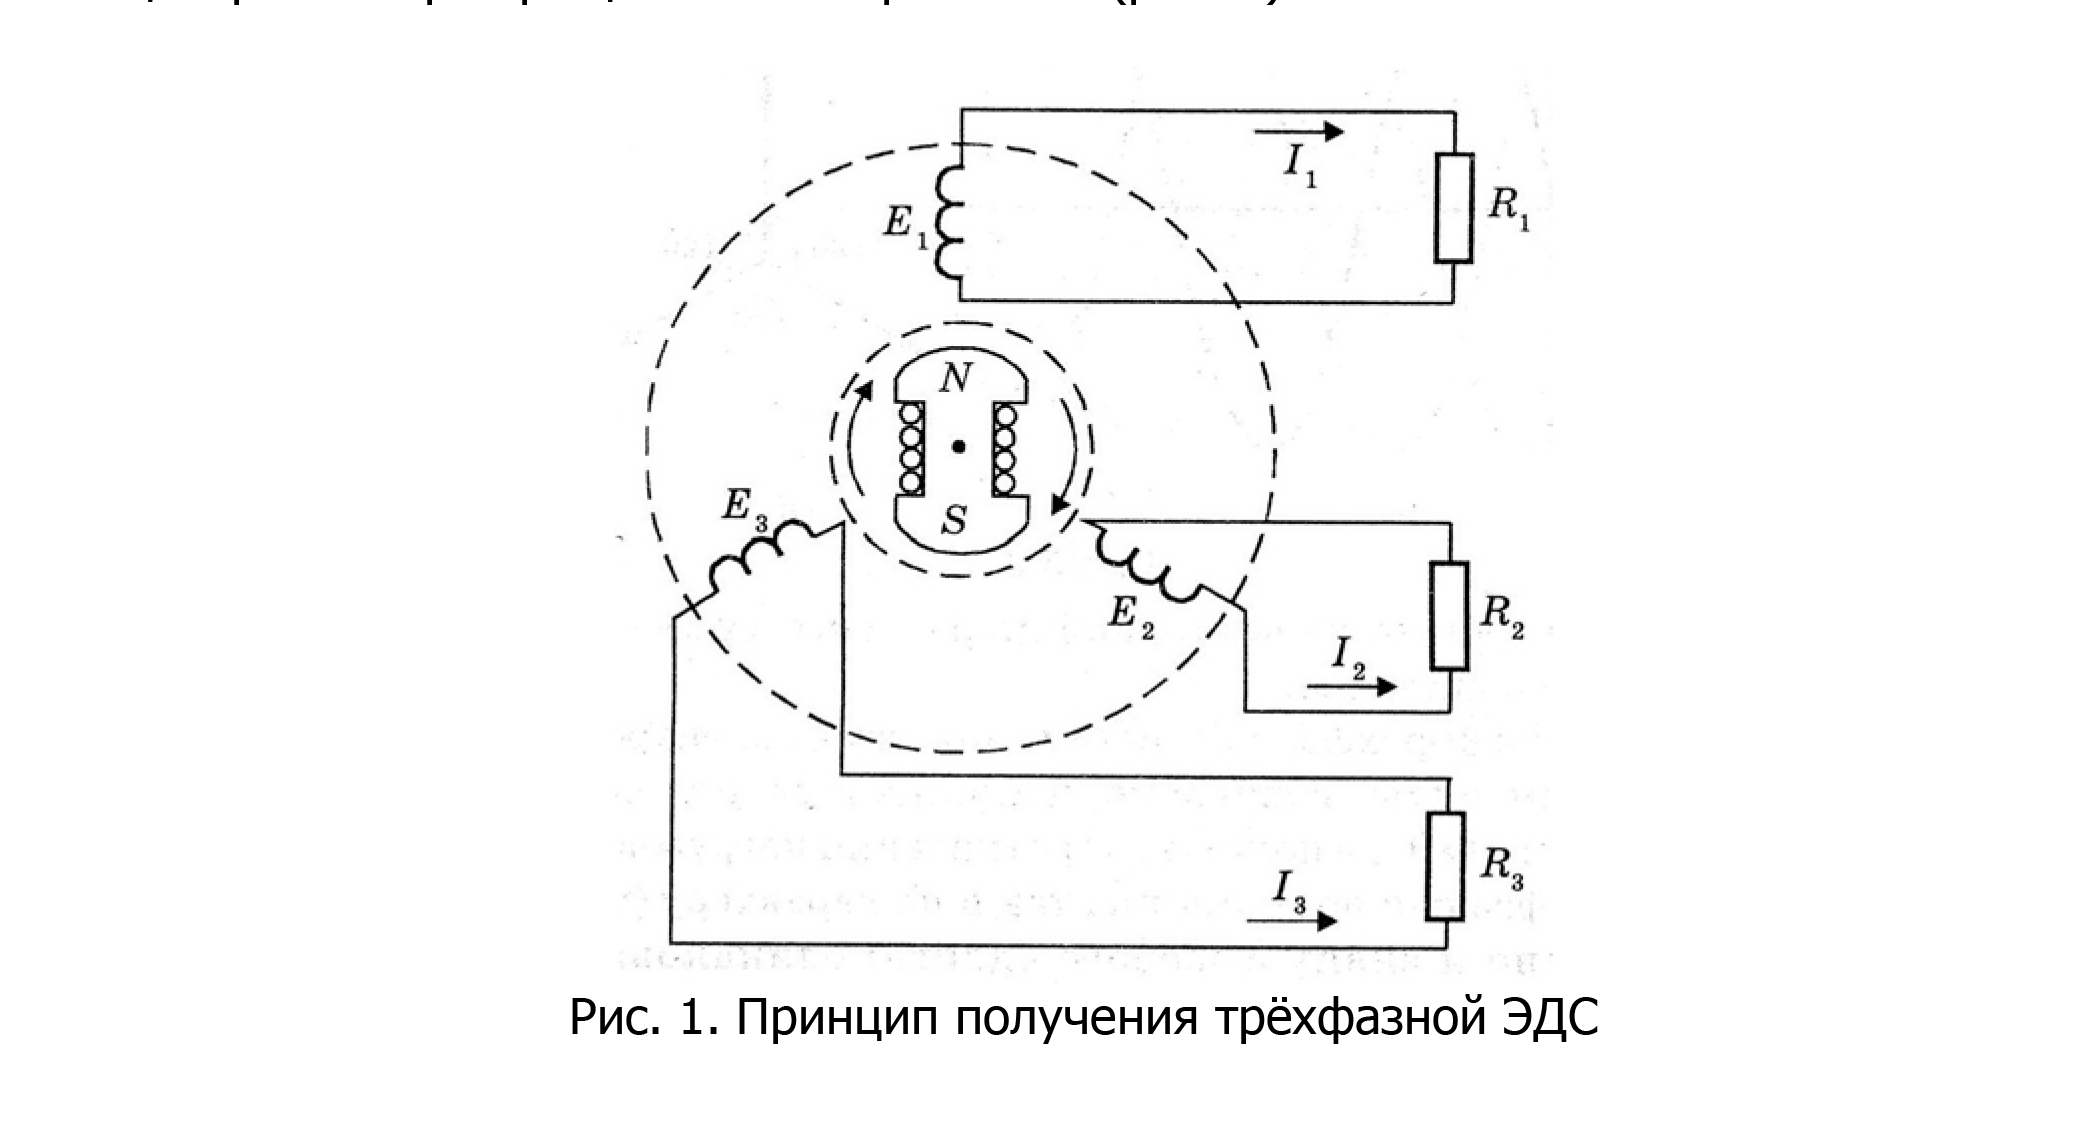 I₁
R₁
E₁
N
E₃
S
E₂
R₂
I₂
R₃
I₃
Рис. 1. Принцип получения трёхфазной ЭДС